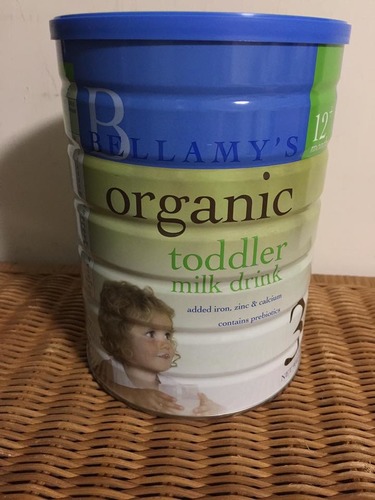 B
BELLAMY'S
12
organic
toddler
milk drink
added iron, zinc & calcium
contains prebiotics
3